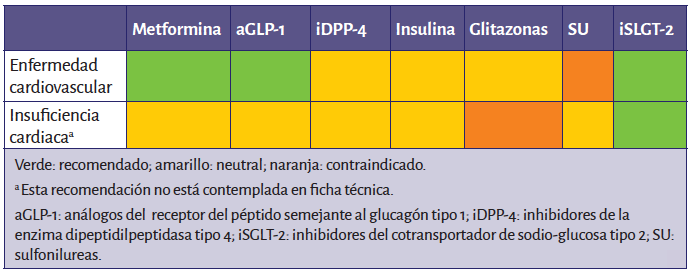 Metformina aGLP-1 iDPP-4 Insulina Glitazonas SU iSLGT-2
Enfermedad
cardiovascular
Insuficiencia
cardiacaª
Verde: recomendado; amarillo: neutral; naranja: contraindicado.
ª Esta recomendación no está contemplada en ficha técnica.
aGLP-1: análogos del receptor del péptido semejante al glucagón tipo 1; iDPP-4: inhibidores de la
enzima dipeptidilpeptidasa tipo 4; iSGLT-2: inhibidores del cotransportador de sodio-glucosa tipo 2; SU:
sulfonilureas.